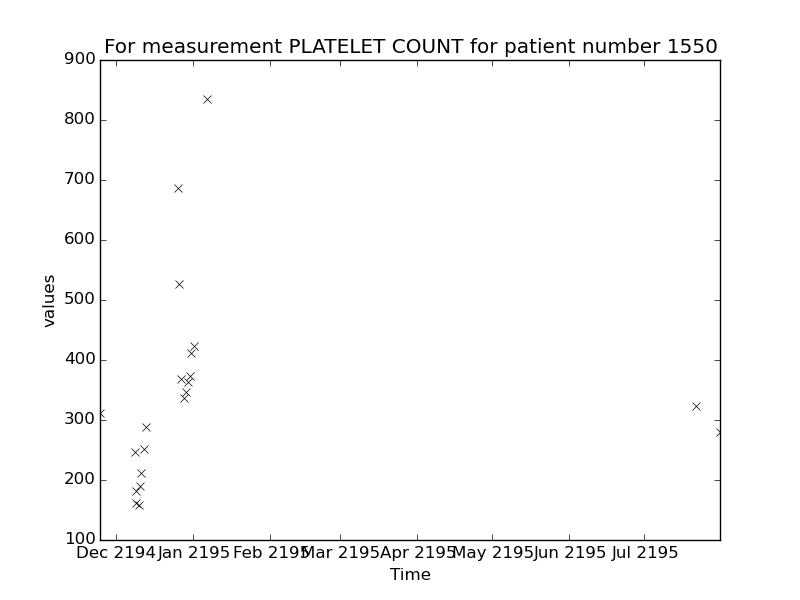 For measurement PLATELET COUNT for patient number 1550
900
800
700
600
500
400
300
200
100
values
Dec 2194 Jan 2195 Feb 2195 Mar 2195 Apr 2195 May 2195 Jun 2195 Jul 2195
Time